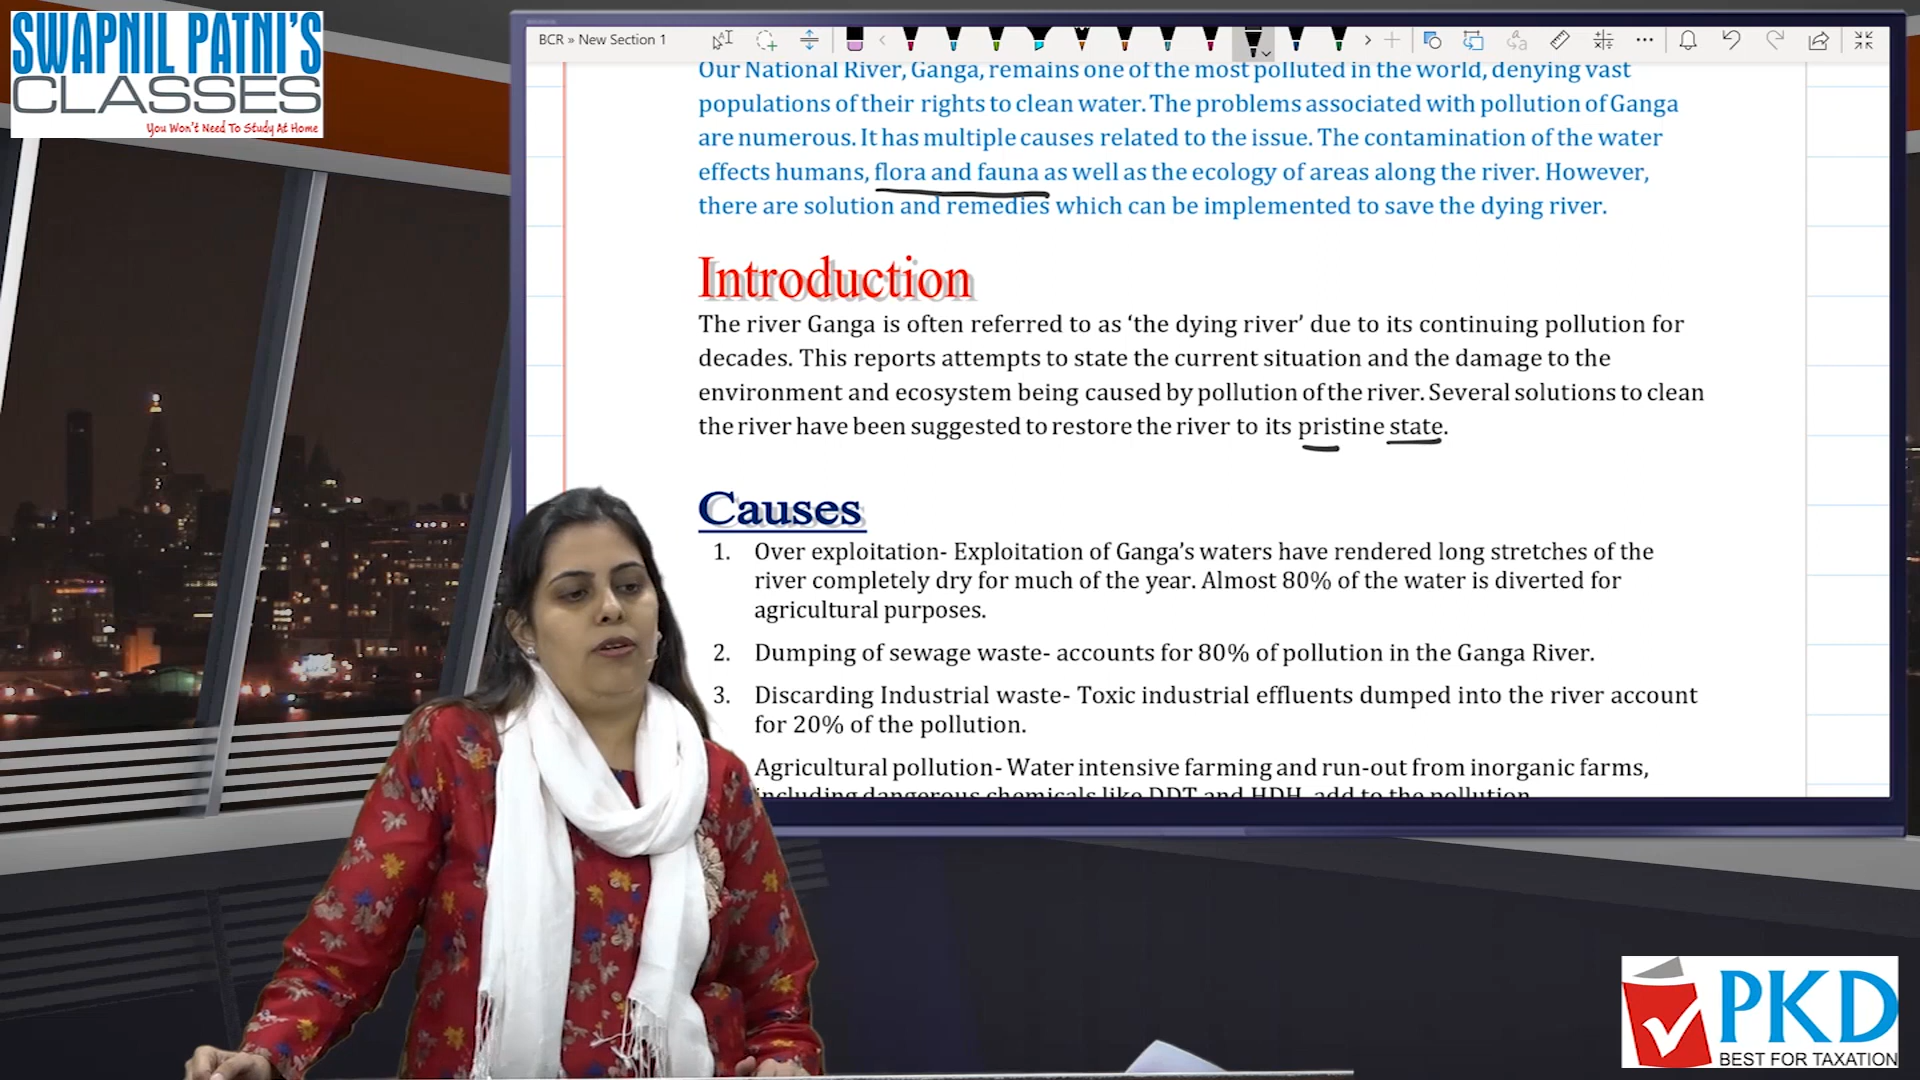 SWAPNIL PATNI'S
CLASSES
You Won't Need To Study At Home
BCR » New Section 1
Our National River, Ganga, remains one of the most polluted in the world, denying vast
populations of their rights to clean water. The problems associated with pollution of Ganga
are numerous. It has multiple causes related to the issue. The contamination of the water
effects humans, flora and fauna as well as the ecology of areas along the river. However,
there are solution and remedies which can be implemented to save the dying river.
Introduction
The river Ganga is often referred to as ‘the dying river’ due to its continuing pollution for
decades. This reports attempts to state the current situation and the damage to the
environment and ecosystem being caused by pollution of the river. Several solutions to clean
the river have been suggested to restore the river to its pristine state.
Causes
1. Over exploitation- Exploitation of Ganga’s waters have rendered long stretches of the
river completely dry for much of the year. Almost 80% of the water is diverted for
agricultural purposes.
2. Dumping of sewage waste- accounts for 80% of pollution in the Ganga River.
3. Discarding Industrial waste- Toxic industrial effluents dumped into the river account
for 20% of the pollution.
Agricultural pollution- Water intensive farming and run-out from inorganic farms,
including dangerous chemicals like DDT and HDH, add to the pollution
PKD
BEST FOR TAXATION